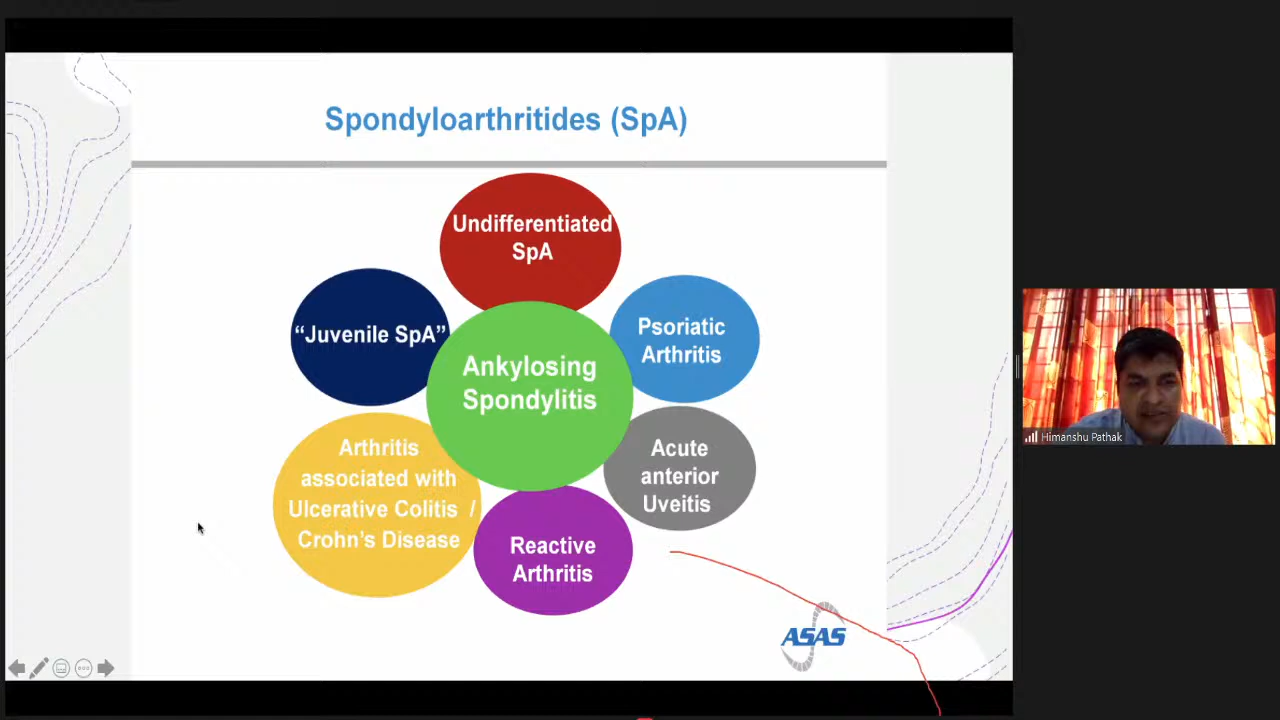 Spondyloarthritides (SpA)
Undifferentiated
SpA
“Juvenile SpA”
Psoriatic
Arthritis
Ankylosing
Spondylitis
Arthritis
associated with
Ulcerative Colitis /
Crohn’s Disease
Acute
anterior
Uveitis
Reactive
Arthritis
ASAS
Himanshu Pathak